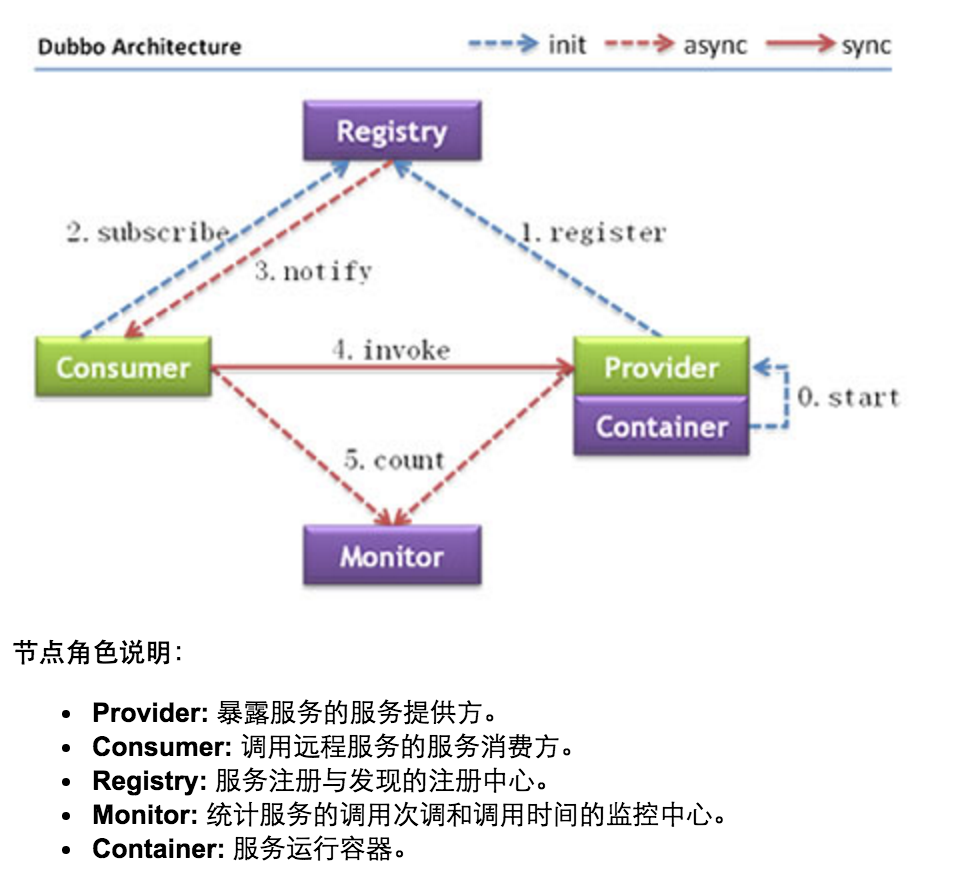 Dubbo Architecture
init
async
sync
Registry
2. subscribe
1. register
3. notify
Consumer
4. invoke
Provider
0. start
Container
5. count
Monitor
节点角色说明：
• Provider: 暴露服务的服务提供方。
• Consumer: 调用远程服务的服务消费方。
• Registry: 服务注册与发现的注册中心。
• Monitor: 统计服务的调用次调和调用时间的监控中心。
• Container: 服务运行容器。